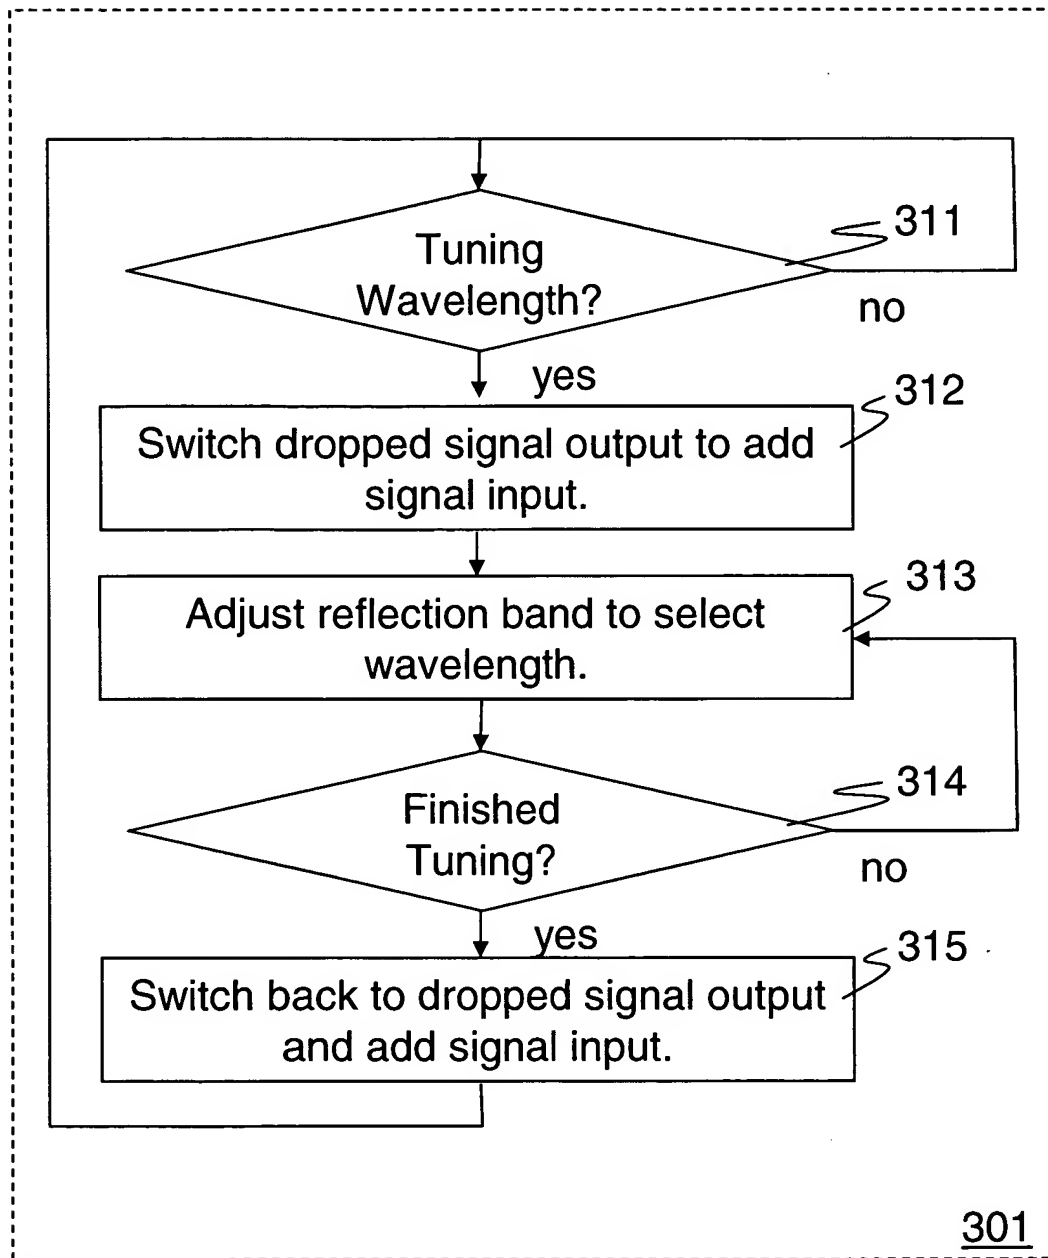 311
Tuning
Wavelength?
no
yes
312
Switch dropped signal output to add
signal input.
313
Adjust reflection band to select
wavelength.
314
Finished
Tuning?
no
yes
315
Switch back to dropped signal output
and add signal input.
301